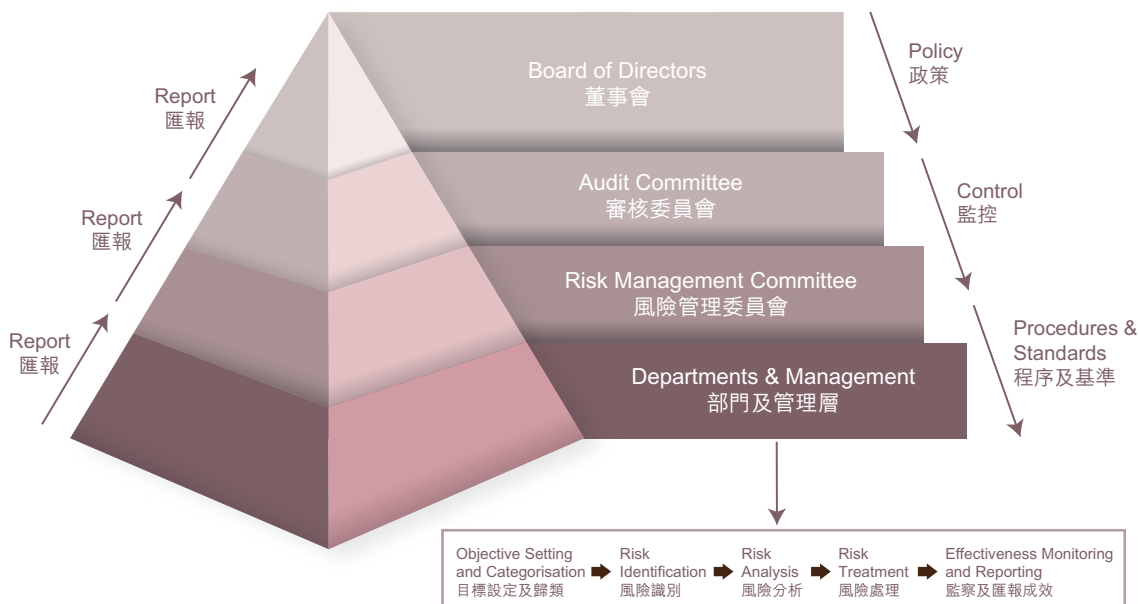 Board of Directors
董事會
Audit Committee
審核委員會
Risk Management Committee
風險管理委員會
Departments & Management
部門及管理層
Report
匯報
Report
匯報
Report
匯報
Policy
政策
Control
監控
Procedures &
Standards
程序及基準
Objective Setting
and Categorisation
目標設定及歸類
Risk
Identification
風險識別
Risk
Analysis
風險分析
Risk
Treatment
風險處理
Effectiveness Monitoring
and Reporting
監察及匯報成效